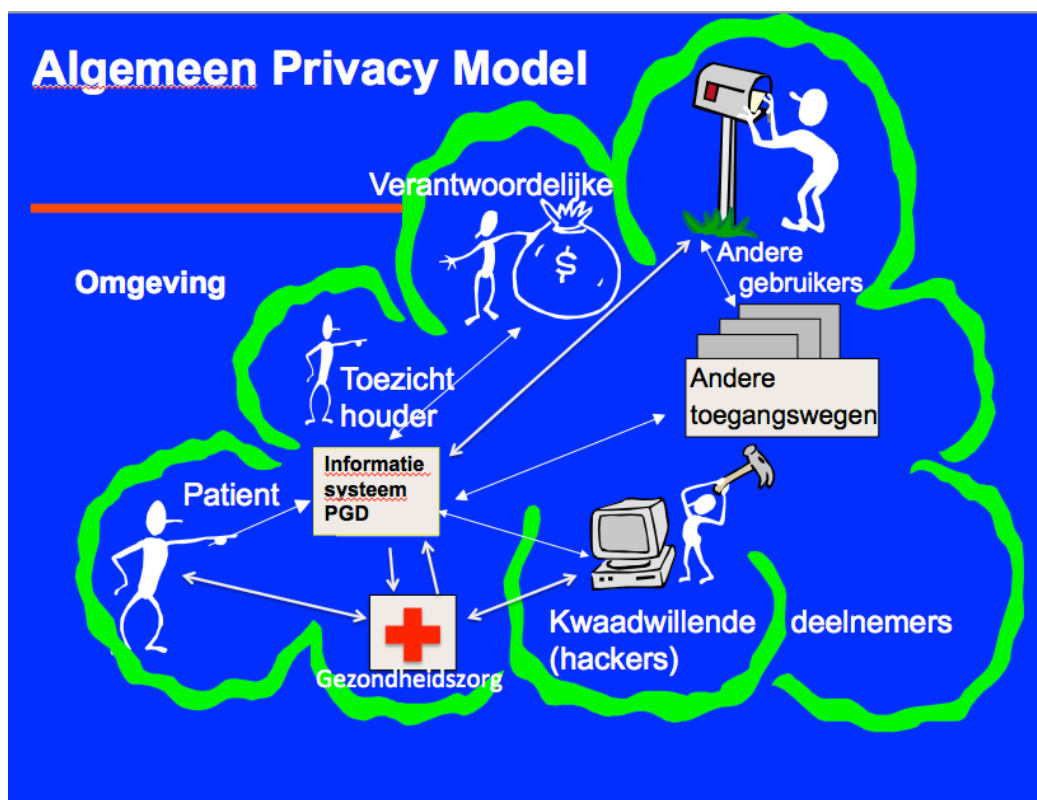 Algemeen Privacy Model
Verantwoordelijke
$
Omgeving
Andere
gebruikers
Toezicht
houder
Andere
toegangswegen
Informatie
systeem
PGD
Patient
Kwaadwillende deelnemers
(hackers)
Gezondheidszorg